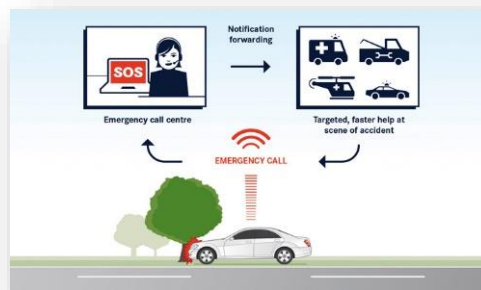 Notification
forwarding
SOS
Emergency call centre
Targeted, faster help at
scene of accident
EMERGENCY CALL